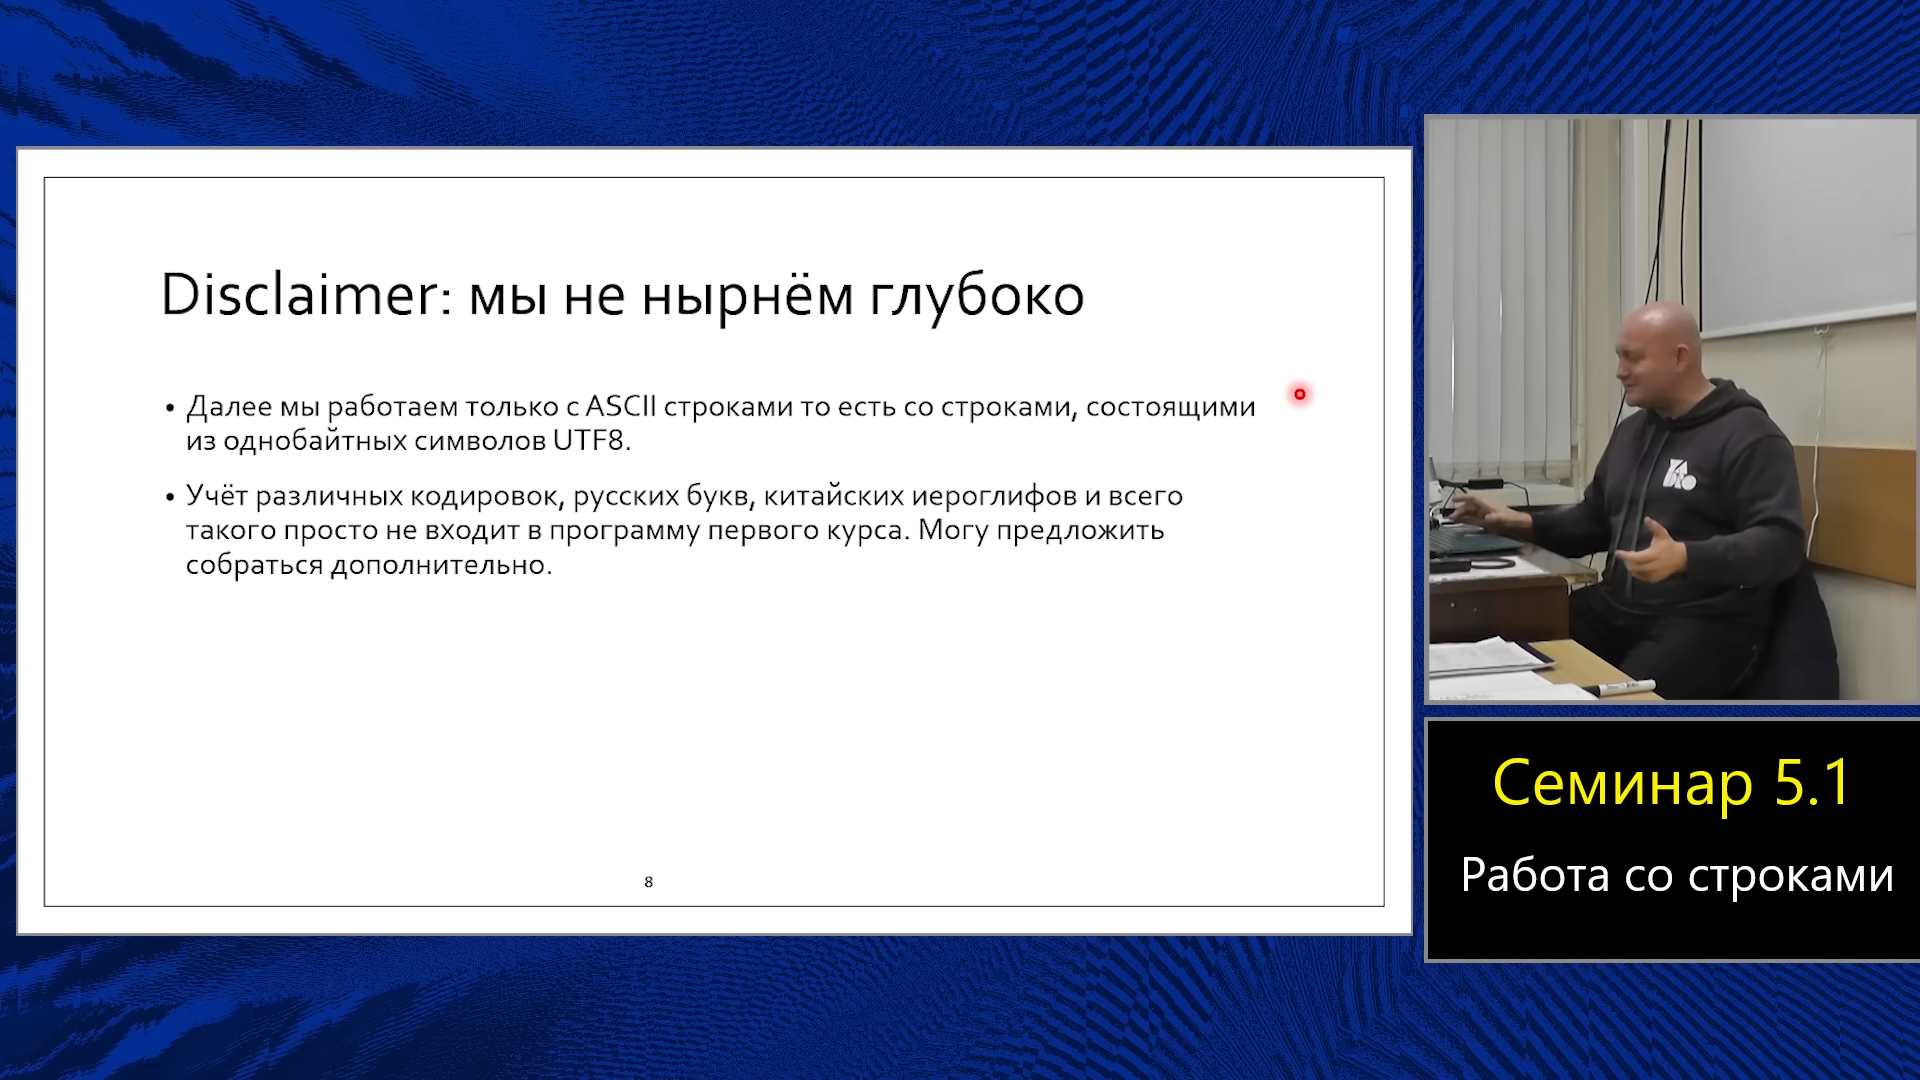 Disclaimer: мы не нырнём глубоко
• Далее мы работаем только с ASCII строками то есть со строками, состоящими
из однобайтных символов UTF8.
• Учёт различных кодировок, русских букв, китайских иероглифов и всего
такого просто не входит в программу первого курса. Могу предложить
собраться дополнительно.
8
Семинар 5.1
Работа со строками